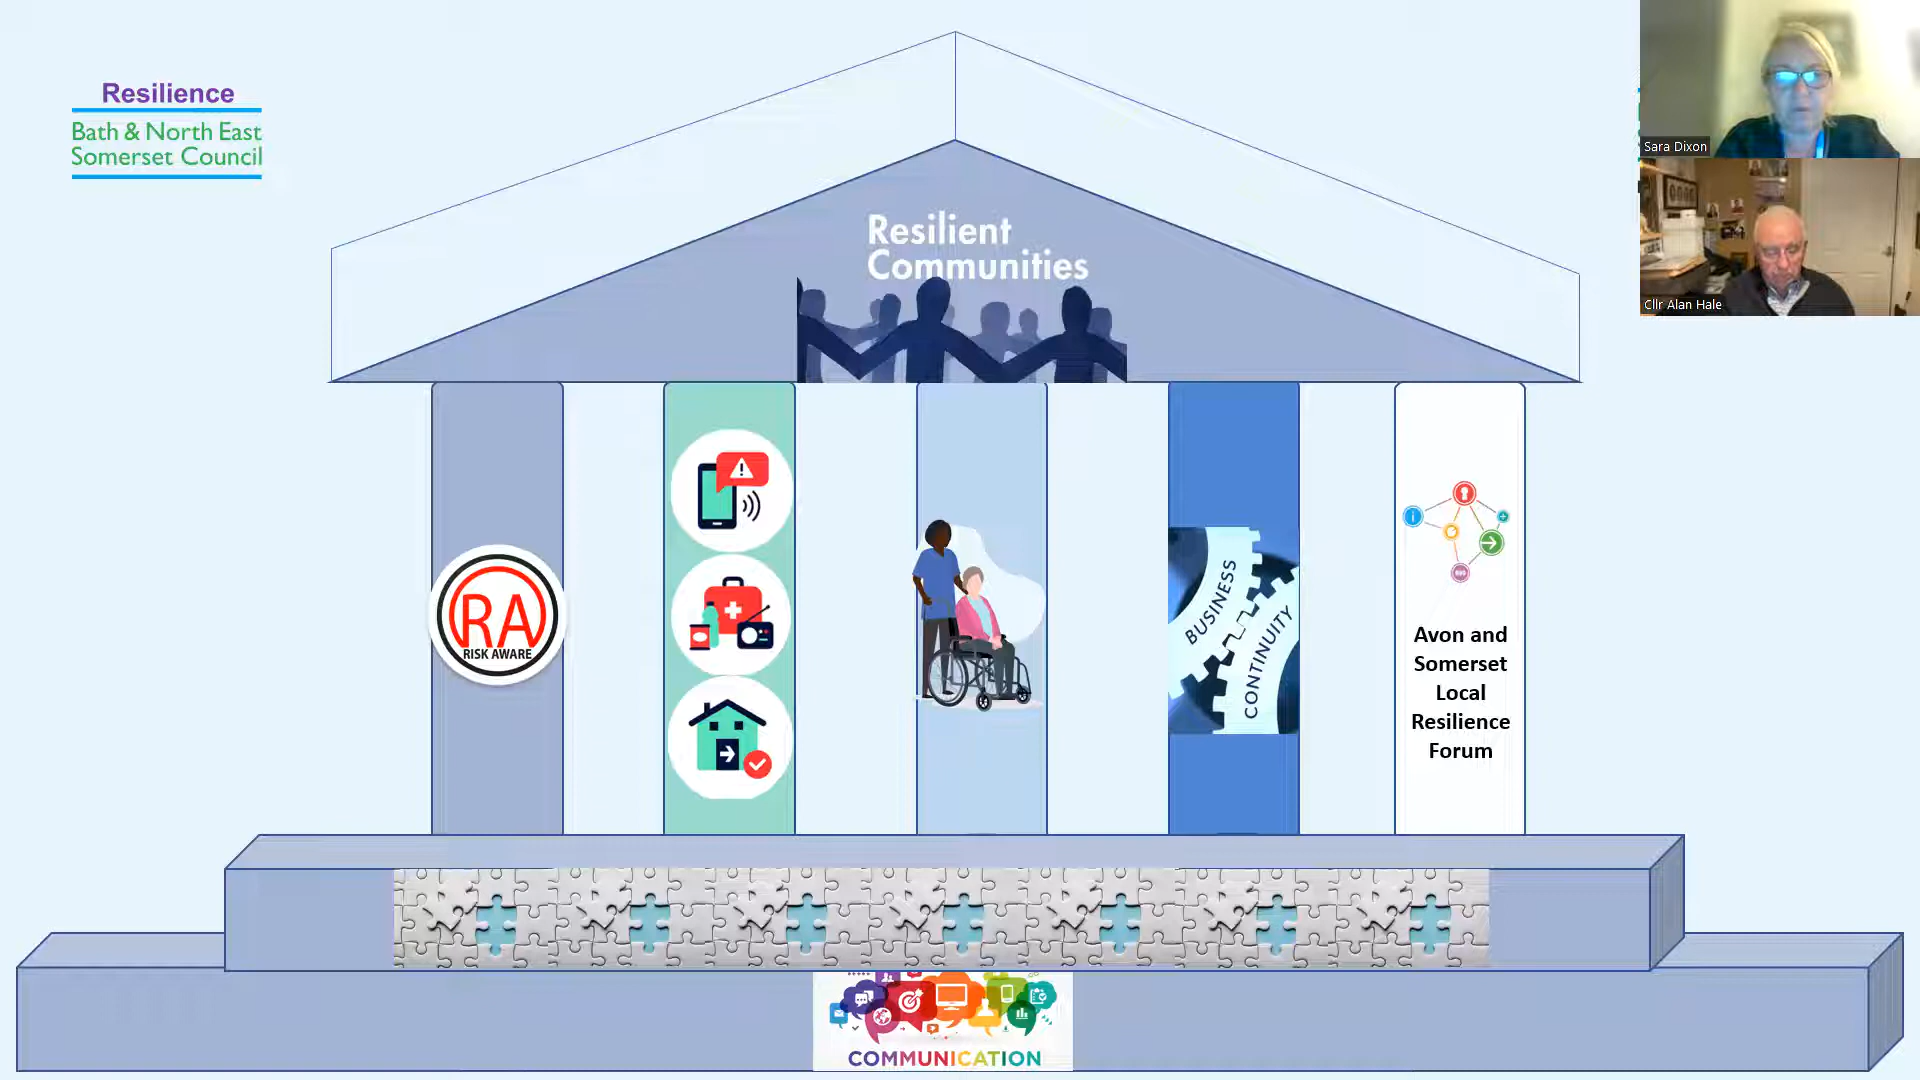 Resilience
Bath & North East
Somerset Council
Resilient
Communities
Sara Dixon
Cllr Alan Hale
RA
RISK AWARE
BUSINESS
CONTINUITY
Avon and
Somerset
Local
Resilience
Forum
COMMUNICATION